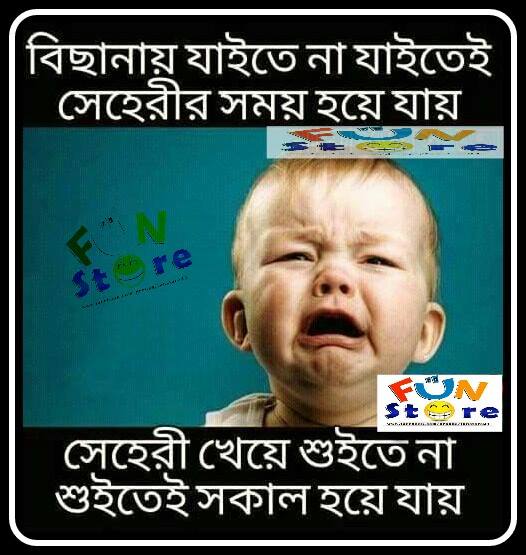 বিছানায় যাইতে না যাইতেই
সেহেরীর সময় হয়ে যায়
FUN
Store
FUN
Store
FUN
Store
সেহেরী খেয়ে শুইতে না
শুইতেই সকাল হয়ে যায়